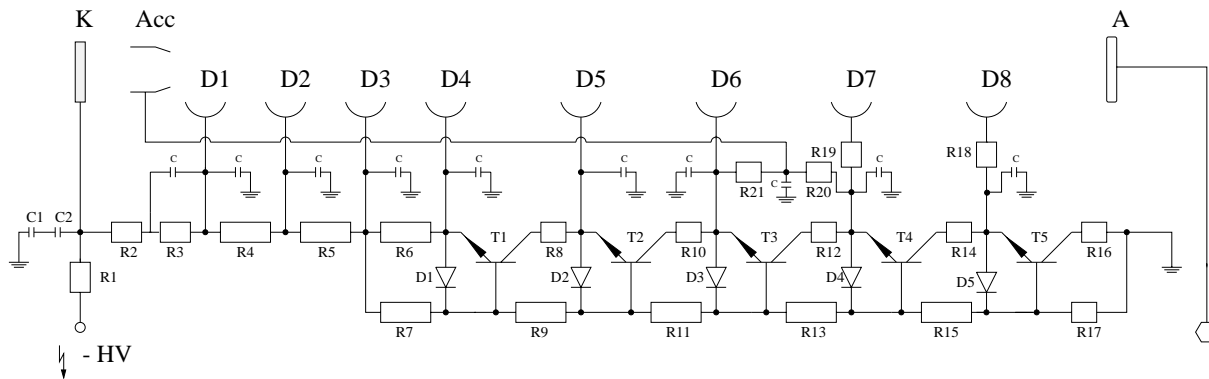 K Acc A
D1 D2 D3 D4 D5 D6 D7 D8
R19 R18
C C C C C C C C C C C
R21 R20
C1 C2
R2 R3 R4 R5 R6 T1 R8 T2 R10 T3 R12 T4 R14 T5 R16
R1
D1 D2 D3 D4 D5
R7 R9 R11 R13 R15 R17
- HV